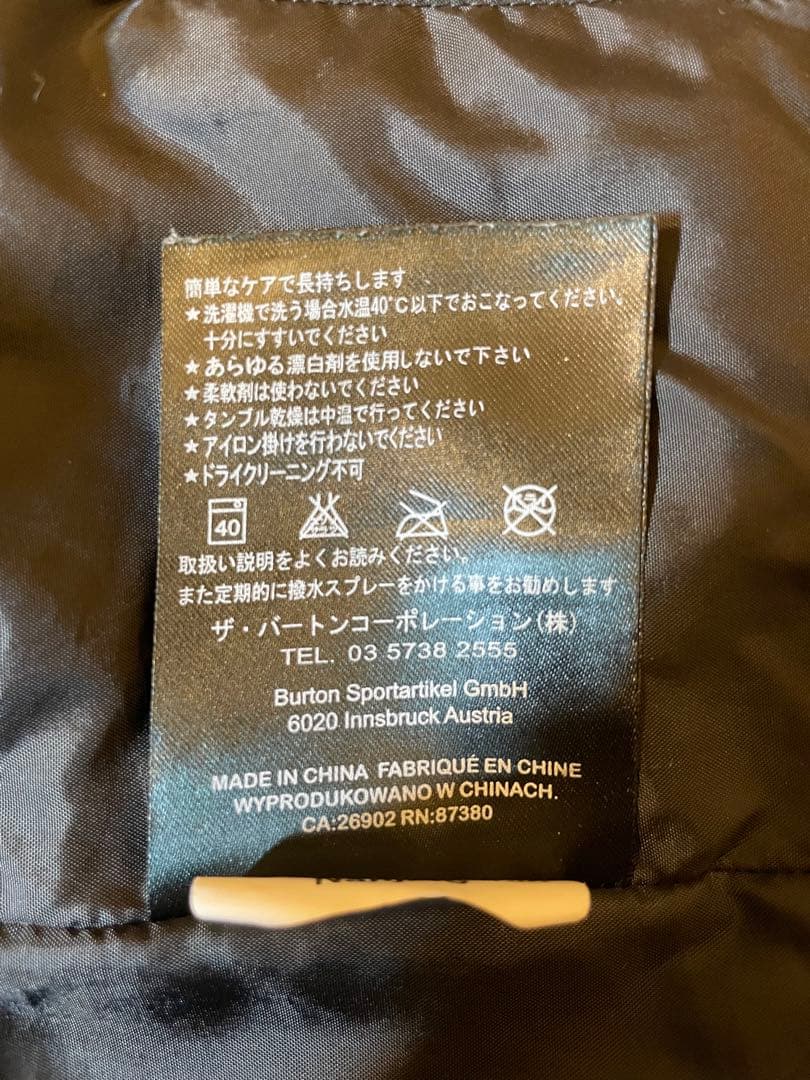 簡単なケアで長持ちします
★洗濯機で洗う場合水温40°C以下でおこなってください。
十分にすすいでください
★あらゆる漂白剤を使用しないで下さい
★柔軟剤は使わないでください
★タンブル乾燥は中温で行ってください
★アイロン掛けを行わないでください
★ドライクリーニング不可
40 ドライ
取扱い説明をよくお読みください。
また定期的に撥水スプレーをかける事をお勧めします
ザ・バートンコーポレーション(株)
TEL. 03 5738 2555
Burton Sportartikel GmbH
6020 Innsbruck Austria
MADE IN CHINA FABRIQUÉ EN CHINE
WYPRODUKOWANO W CHINACH.
CA:26902 RN:87380